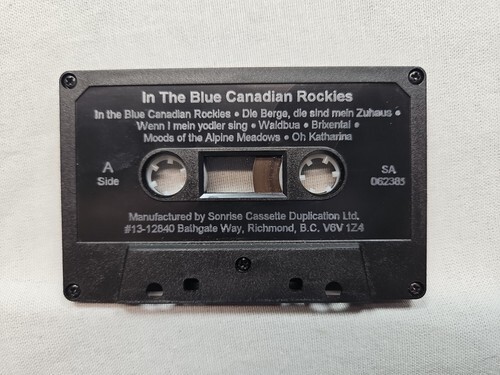 In The Blue Canadian Rockies
In the Blue Canadian Rockies • Die Berge, die sind mein Zuhaus •
Wenn I mein yodler sing • Waldbua • Brixental •
Moods of the Alpine Meadows • Oh Katharina
A
Side
SA
062385
Manufactured by Sonrise Cassette Duplication Ltd.
#13-12840 Bathgate Way, Richmond, B.C. V6V 1Z4